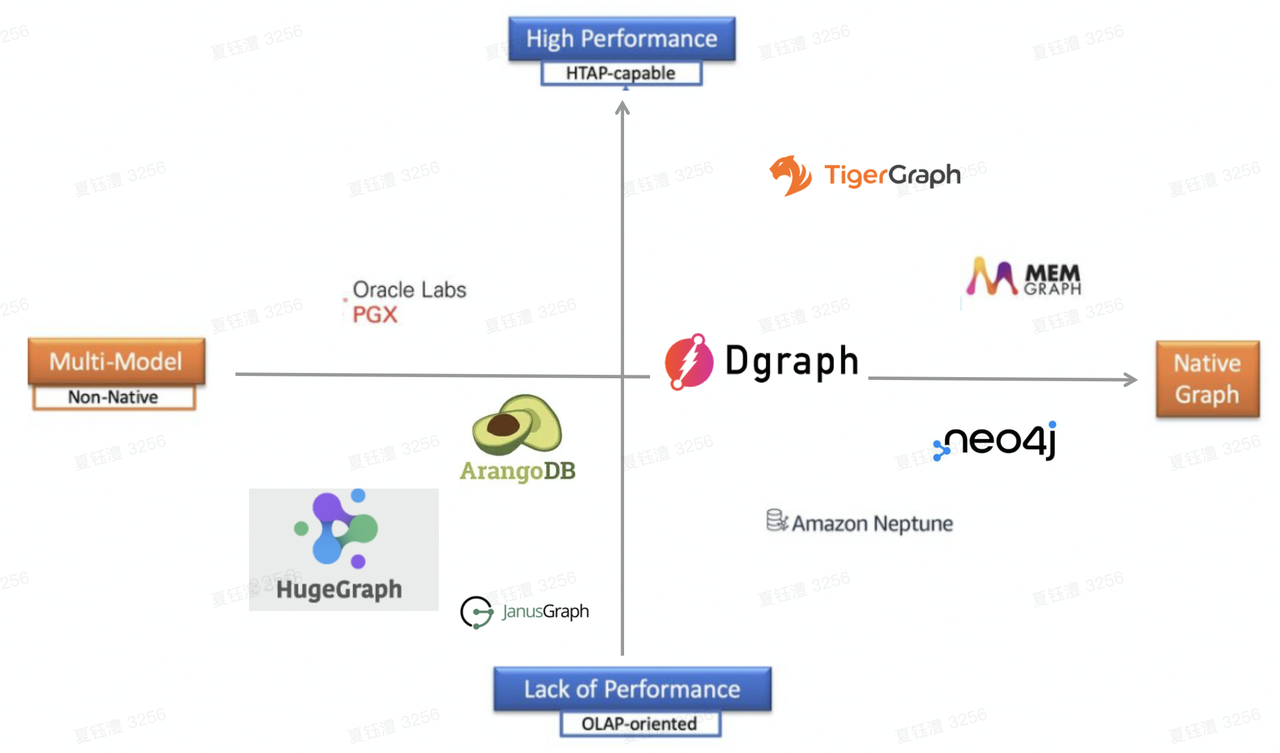 High Performance
HTAP-capable
TigerGraph
MEM
GRAPH
Oracle Labs
PGX
Multi-Model
Non-Native
Dgraph
Native
Graph
ArangoDB
neo4j
Amazon Neptune
HugeGraph
JanusGraph
Lack of Performance
OLAP-oriented
夏钰澧 3256